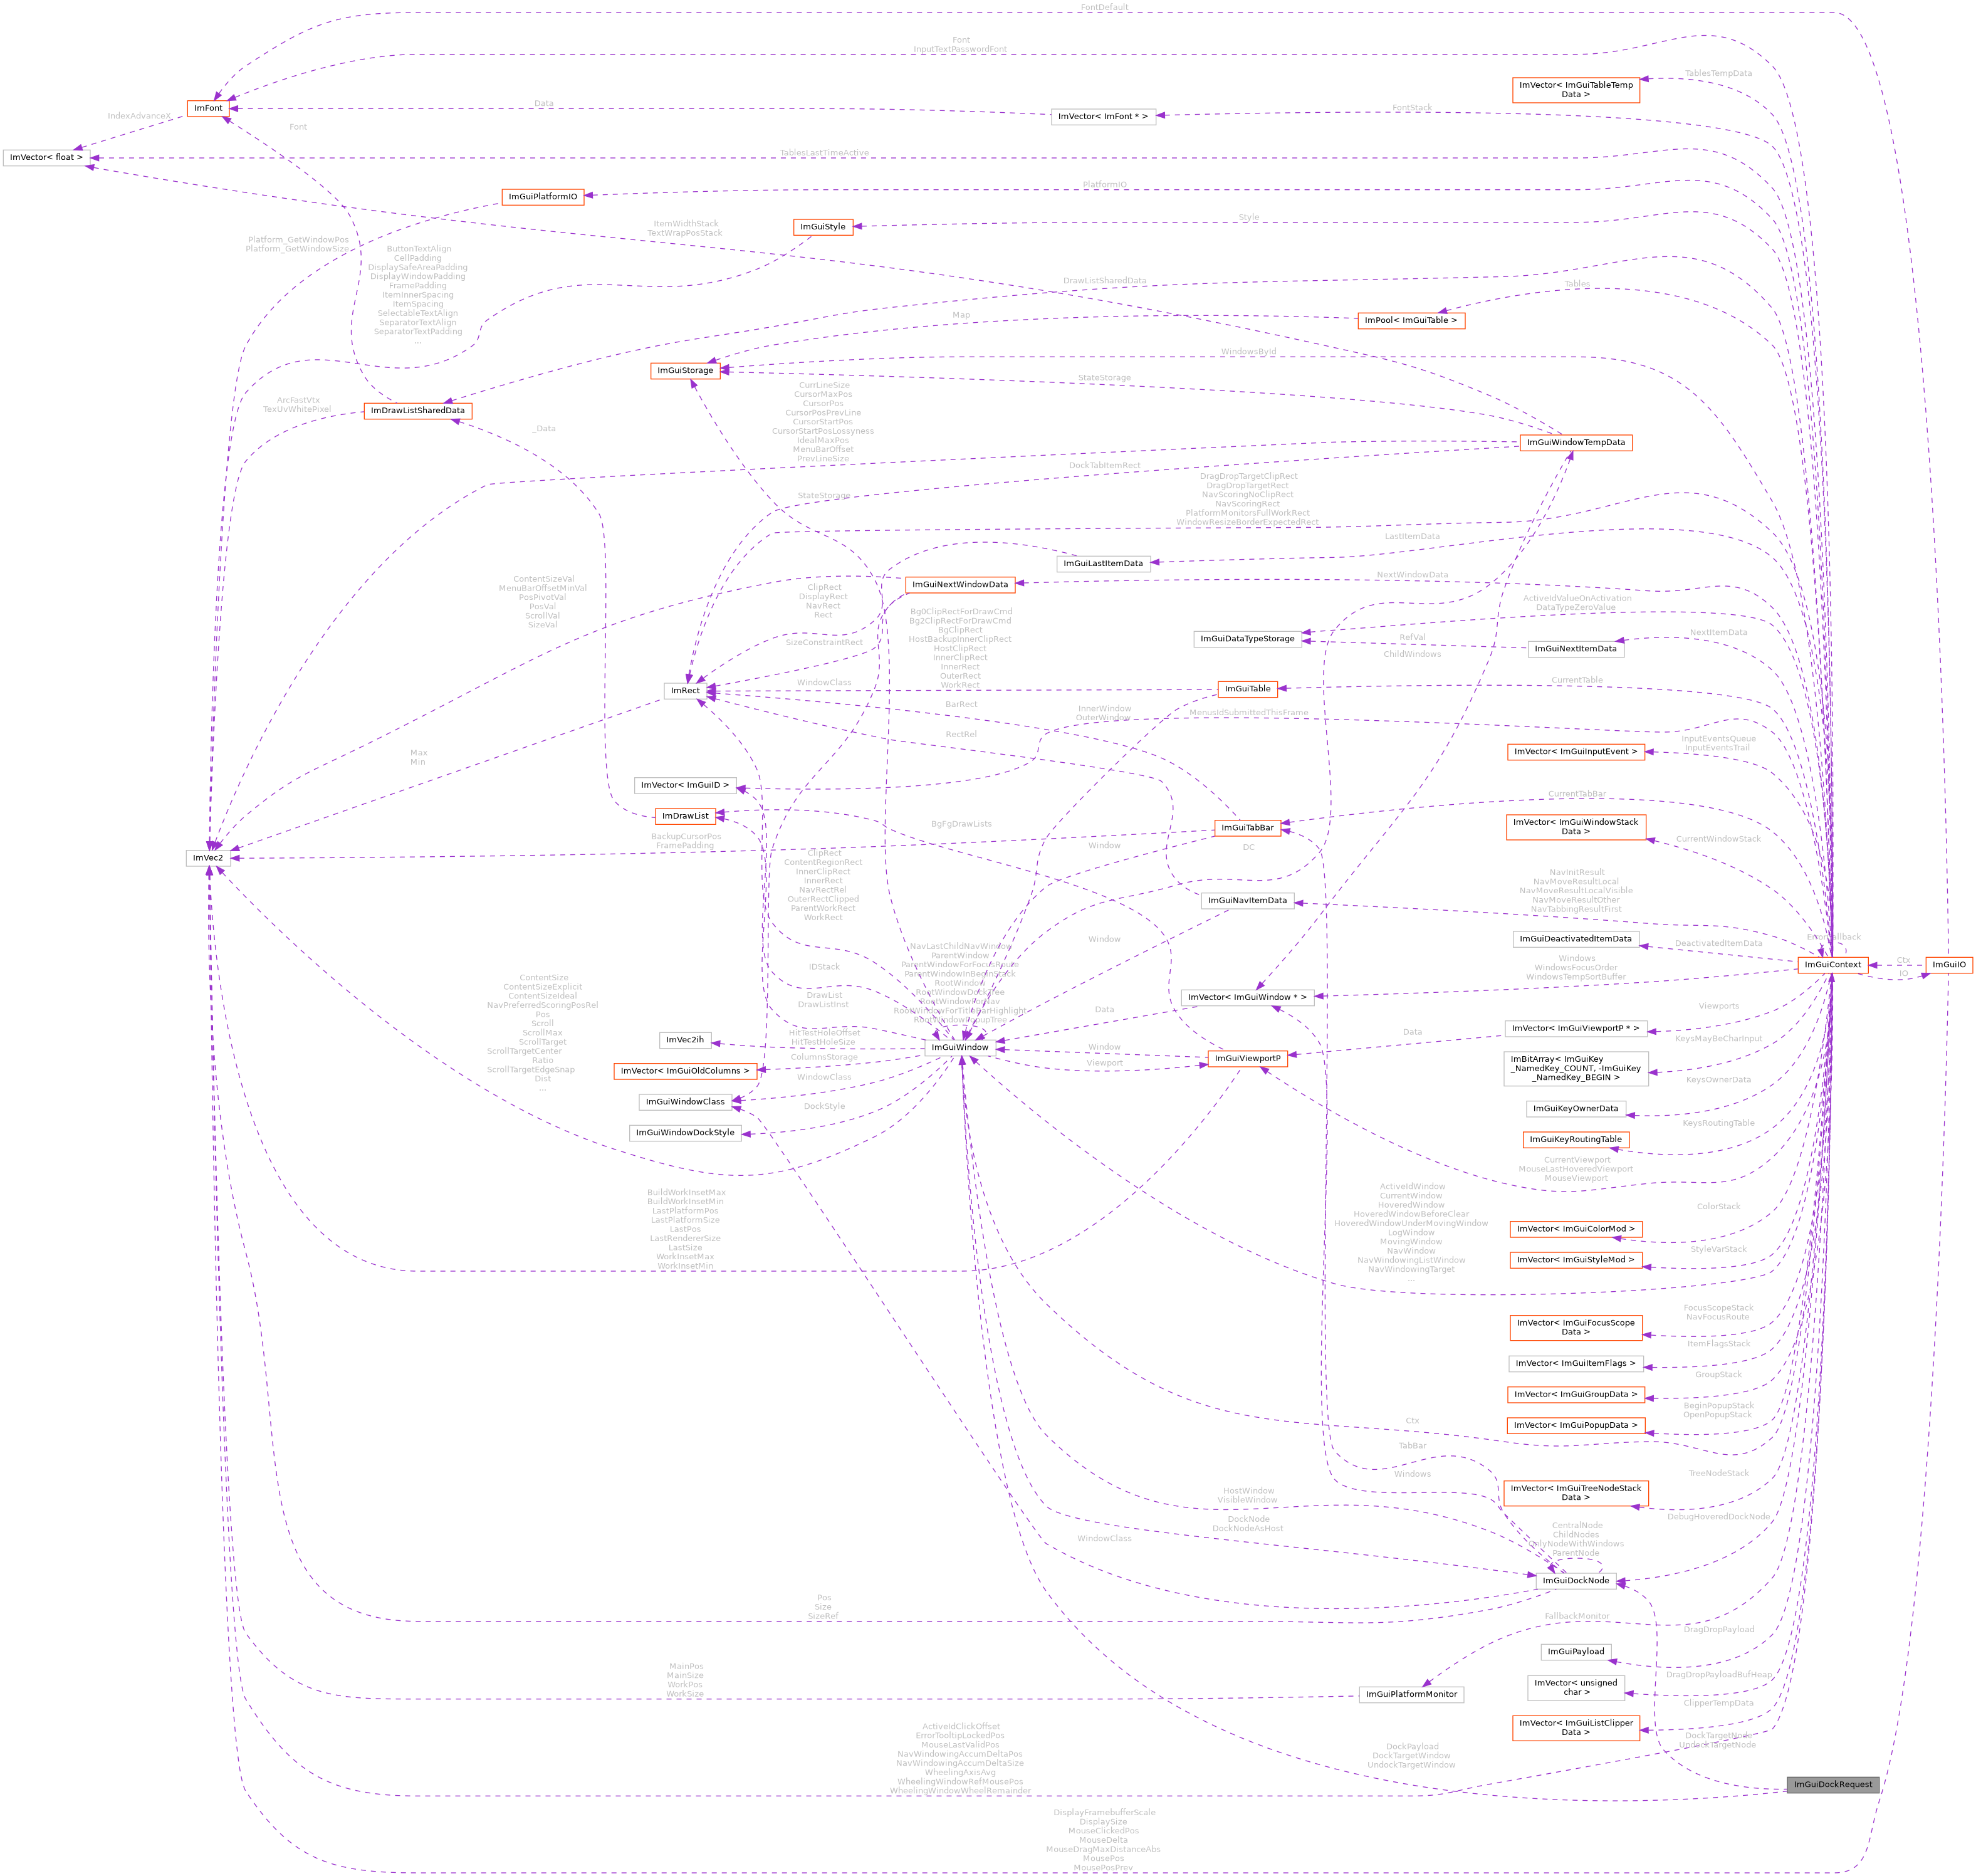 FontDefault
Font
InputTextPasswordFont
TablesTempData
ImVector< ImGuiTableTemp
Data >
ImFont
Data
FontStack
ImVector< ImFont * >
IndexAdvanceX
Font
ImVector< float >
TablesLastTimeActive
PlatformIO
ImGuiPlatformIO
Style
ImGuiStyle
ItemWidthStack
TextWrapPosStack
Platform_GetWindowPos
Platform_GetWindowSize
ButtonTextAlign
CellPadding
DisplaySafeAreaPadding
DisplayWindowPadding
FramePadding
ItemInnerSpacing
ItemSpacing
SelectableTextAlign
SeparatorTextAlign
SeparatorTextPadding
...
DrawListSharedData
Tables
Map
ImPool< ImGuiTable >
WindowsById
ImGuiStorage
StateStorage
CurrLineSize
CursorMaxPos
CursorPos
CursorPosPrevLine
CursorStartPos
CursorStartPosLossyness
IdealMaxPos
MenuBarOffset
PrevLineSize
ArcFastVtx
TexUvWhitePixel
ImDrawListSharedData
_Data
ImGuiWindowTempData
DockTabItemRect
StateStorage
DragDropTargetClipRect
DragDropTargetRect
NavScoringNoClipRect
NavScoringRect
PlatformMonitorsFullWorkRect
WindowResizeBorderExpectedRect
LastItemData
ImGuiLastItemData
ContentSizeVal
MenuBarOffsetMinVal
PosPivotVal
PosVal
ScrollVal
SizeVal
ClipRect
DisplayRect
NavRect
Rect
ImGuiNextWindowData
NextWindowData
ActiveIdValueOnActivation
DataTypeZeroValue
Bg0ClipRectForDrawCmd
Bg2ClipRectForDrawCmd
BgClipRect
HostBackupInnerClipRect
HostClipRect
InnerClipRect
InnerRect
OuterRect
WorkRect
SizeConstraintRect
ImGuiDataTypeStorage
RefVal
NextItemData
ImGuiNextItemData
ChildWindows
WindowClass
ImRect
ImGuiTable
CurrentTable
BarRect
InnerWindow
OuterWindow
MenusIdSubmittedThisFrame
RectRel
Max
Min
InputEventsQueue
InputEventsTrail
ImVector< ImGuiInputEvent >
ImVector< ImGuiID >
CurrentTabBar
ImDrawList
BgFgDrawLists
ImGuiTabBar
ImVector< ImGuiWindowStack
Data >
CurrentWindowStack
BackupCursorPos
FramePadding
Window
DC
ImVec2
ClipRect
ContentRegionRect
InnerClipRect
InnerRect
NavRectRel
OuterRectClipped
ParentWorkRect
WorkRect
NavInitResult
NavMoveResultLocal
NavMoveResultLocalVisible
NavMoveResultOther
NavTabbingResultFirst
ImGuiNavItemData
Window
ImGuiDeactivatedItemData
DeactivatedItemData
ErrorCallback
ImGuiContext
Ctx
IO
ImGuiIO
NavLastChildNavWindow
ParentWindow
ParentWindowForFocusRoute
ParentWindowInBeginStack
RootWindow
RootWindowDockTree
RootWindowForNav
RootWindowForTitleBarHighlight
RootWindowPopupTree
IDStack
Windows
WindowsFocusOrder
WindowsTempSortBuffer
ContentSize
ContentSizeExplicit
ContentSizeIdeal
NavPreferredScoringPosRel
Pos
Scroll
ScrollMax
ScrollTarget
ScrollTargetCenter
Ratio
ScrollTargetEdgeSnap
Dist
...
DrawList
DrawListInst
ImVector< ImGuiWindow * >
Data
Viewports
ImVector< ImGuiViewportP * >
Data
HitTestHoleOffset
HitTestHoleSize
ImVec2ih
ImGuiWindow
Window
Viewport
ImGuiViewportP
KeysMayBeCharInput
ImBitArray< ImGuiKey
_NamedKey_COUNT, -ImGuiKey
_NamedKey_BEGIN >
ColumnsStorage
ImVector< ImGuiOldColumns >
WindowClass
ImGuiWindowClass
KeysOwnerData
ImGuiKeyOwnerData
DockStyle
ImGuiWindowDockStyle
KeysRoutingTable
ImGuiKeyRoutingTable
CurrentViewport
MouseLastHoveredViewport
MouseViewport
BuildWorkInsetMax
BuildWorkInsetMin
LastPlatformPos
LastPlatformSize
LastPos
LastRendererSize
LastSize
WorkInsetMax
WorkInsetMin
ActiveIdWindow
CurrentWindow
HoveredWindow
HoveredWindowBeforeClear
HoveredWindowUnderMovingWindow
LogWindow
MovingWindow
NavWindow
NavWindowingListWindow
NavWindowingTarget
...
ColorStack
ImVector< ImGuiColorMod >
StyleVarStack
ImVector< ImGuiStyleMod >
FocusScopeStack
NavFocusRoute
ImVector< ImGuiFocusScope
Data >
ItemFlagsStack
ImVector< ImGuiItemFlags >
GroupStack
ImVector< ImGuiGroupData >
BeginPopupStack
OpenPopupStack
ImVector< ImGuiPopupData >
Ctx
TabBar
Windows
TreeNodeStack
ImVector< ImGuiTreeNodeStack
Data >
HostWindow
VisibleWindow
DebugHoveredDockNode
DockNode
DockNodeAsHost
CentralNode
ChildNodes
OnlyNodeWithWindows
ParentNode
WindowClass
ImGuiDockNode
Pos
Size
SizeRef
FallbackMonitor
DragDropPayload
ImGuiPayload
MainPos
MainSize
WorkPos
WorkSize
ImGuiPlatformMonitor
DragDropPayloadBufHeap
ImVector< unsigned
char >
ClipperTempData
ImVector< ImGuiListClipper
Data >
ActiveIdClickOffset
ErrorTooltipLockedPos
MouseLastValidPos
NavWindowingAccumDeltaPos
NavWindowingAccumDeltaSize
WheelingAxisAvg
WheelingWindowRefMousePos
WheelingWindowWheelRemainder
DockTargetNode
UndockTargetNode
DockPayload
DockTargetWindow
UndockTargetWindow
ImGuiDockRequest
DisplayFramebufferScale
DisplaySize
MouseClickedPos
MouseDelta
MouseDragMaxDistanceAbs
MousePos
MousePosPrev